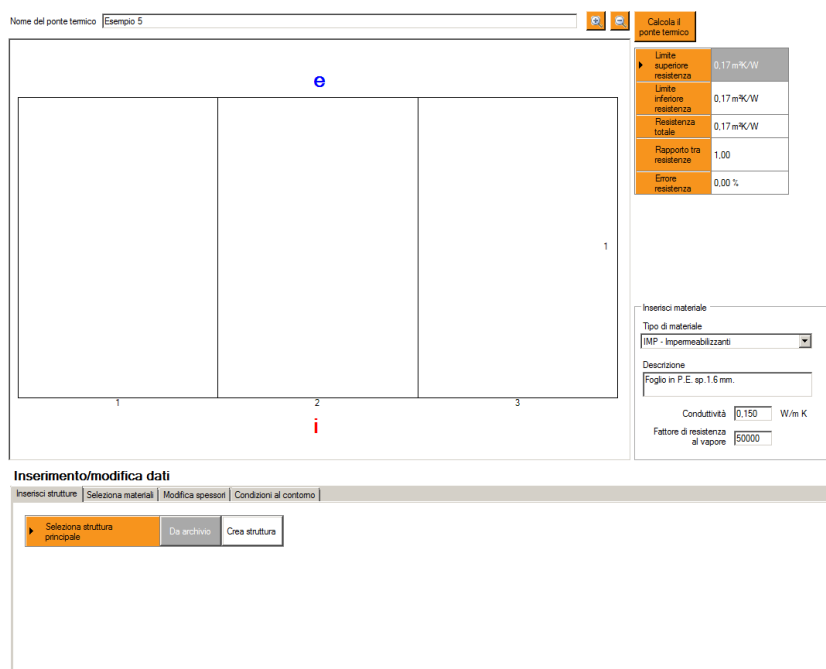 Nome del ponte termico Esempio 5
Calcola il
ponte termico
Limite
superiore
resistenza
0,17 m²K/W
Limite
inferiore
resistenza
0,17 m²K/W
Resistenza
totale
0,17 m²K/W
Rapporto tra
resistenze
1,00
Errore
resistenza
0,00 %
e
1
1 2 3
i
Inserisci materiale
Tipo di materiale
IMP - Impermeabilizzanti
Descrizione
Foglio in P.E. sp.1.6 mm.
Conduttività 0,150 W/m K
Fattore di resistenza
al vapore 50000
Inserimento/modifica dati
Inserisci strutture Seleziona materiali Modifica spessori Condizioni al contorno
Seleziona struttura
principale
Da archivio Crea struttura